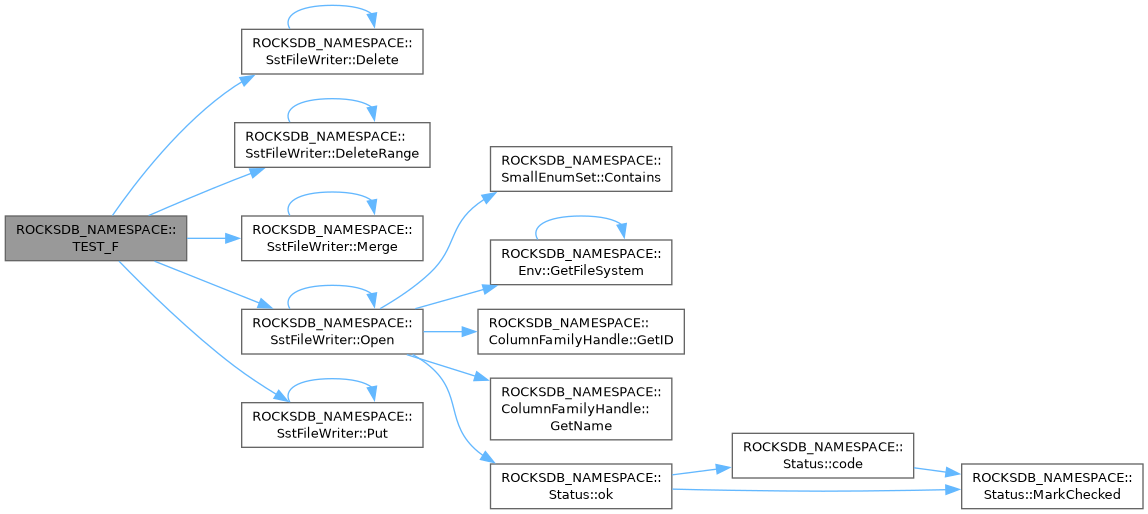 ROCKSDB_NAMESPACE::
TEST_F
ROCKSDB_NAMESPACE::
SstFileWriter::Delete
ROCKSDB_NAMESPACE::
SstFileWriter::DeleteRange
ROCKSDB_NAMESPACE::
SstFileWriter::Merge
ROCKSDB_NAMESPACE::
SstFileWriter::Open
ROCKSDB_NAMESPACE::
SstFileWriter::Put
ROCKSDB_NAMESPACE::
SmallEnumSet::Contains
ROCKSDB_NAMESPACE::
Env::GetFileSystem
ROCKSDB_NAMESPACE::
ColumnFamilyHandle::GetID
ROCKSDB_NAMESPACE::
ColumnFamilyHandle::
GetName
ROCKSDB_NAMESPACE::
Status::ok
ROCKSDB_NAMESPACE::
Status::code
ROCKSDB_NAMESPACE::
Status::MarkChecked